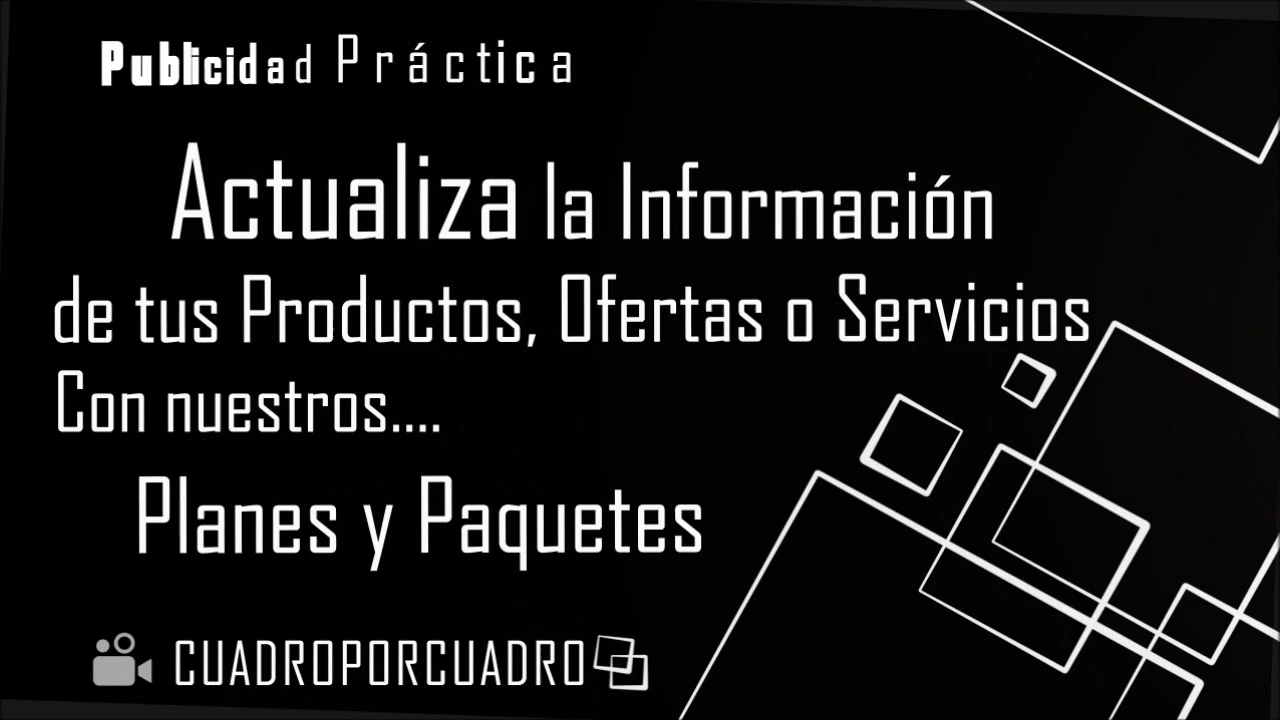 Publicidad Práctica
Actualiza la Información
de tus Productos, Ofertas o Servicios
Con nuestros....
Planes y Paquetes
CUADROPORCUADRO